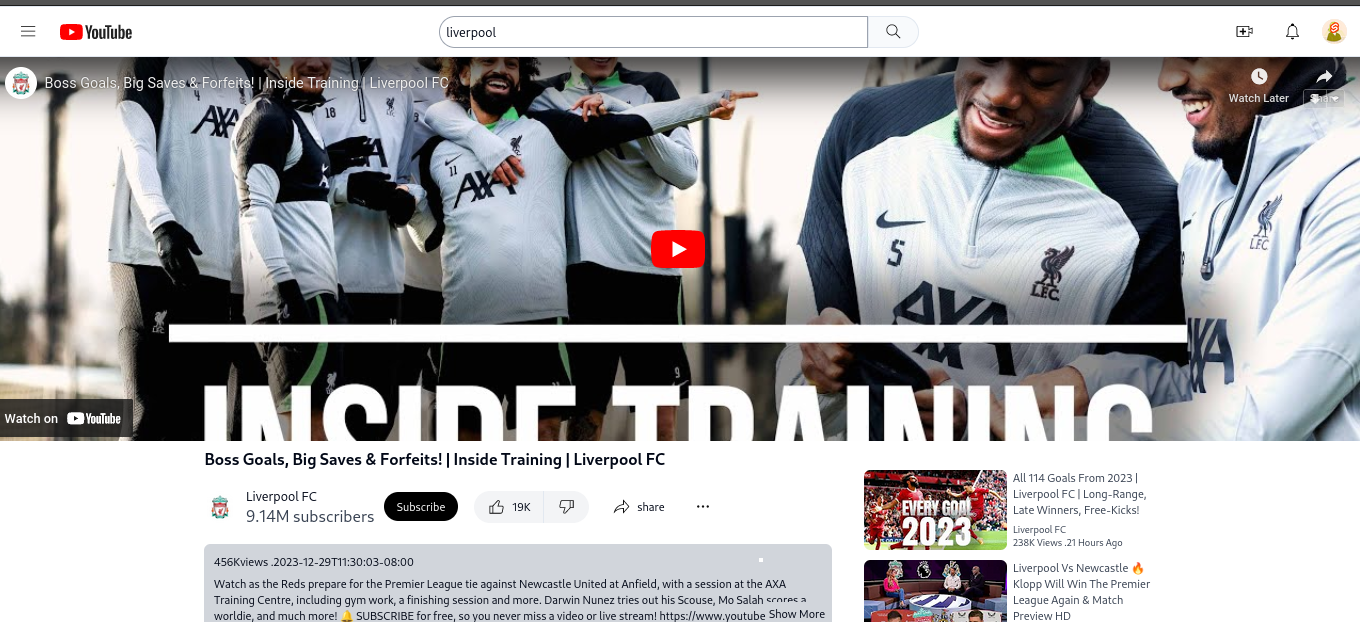 YouTube
liverpool
Boss Goals, Big Saves & Forfeits! | Inside Training | Liverpool FC
Watch Later
Share
AXA
11
AXA
5
L.F.C.
L.F.C.
AXA
AXA
9
Watch on YouTube
INSIDE TRAINING
Boss Goals, Big Saves & Forfeits! | Inside Training | Liverpool FC
Liverpool FC
9.14M subscribers
Subscribe
19K
share
456Kviews .2023-12-29T11:30:03-08:00
Watch as the Reds prepare for the Premier League tie against Newcastle United at Anfield, with a session at the AXA
Training Centre, including gym work, a finishing session and more. Darwin Nunez tries out his Scouse, Mo Salah scores a
worldie, and much more! 🔔 SUBSCRIBE for free, so you never miss a video or live stream! https://www.youtube
Show More
EVERY GOAL
2023
All 114 Goals From 2023 |
Liverpool FC | Long-Range,
Late Winners, Free-Kicks!
Liverpool FC
238K Views .21 Hours Ago
Liverpool Vs Newcastle 🔥
Klopp Will Win The Premier
League Again & Match
Preview HD